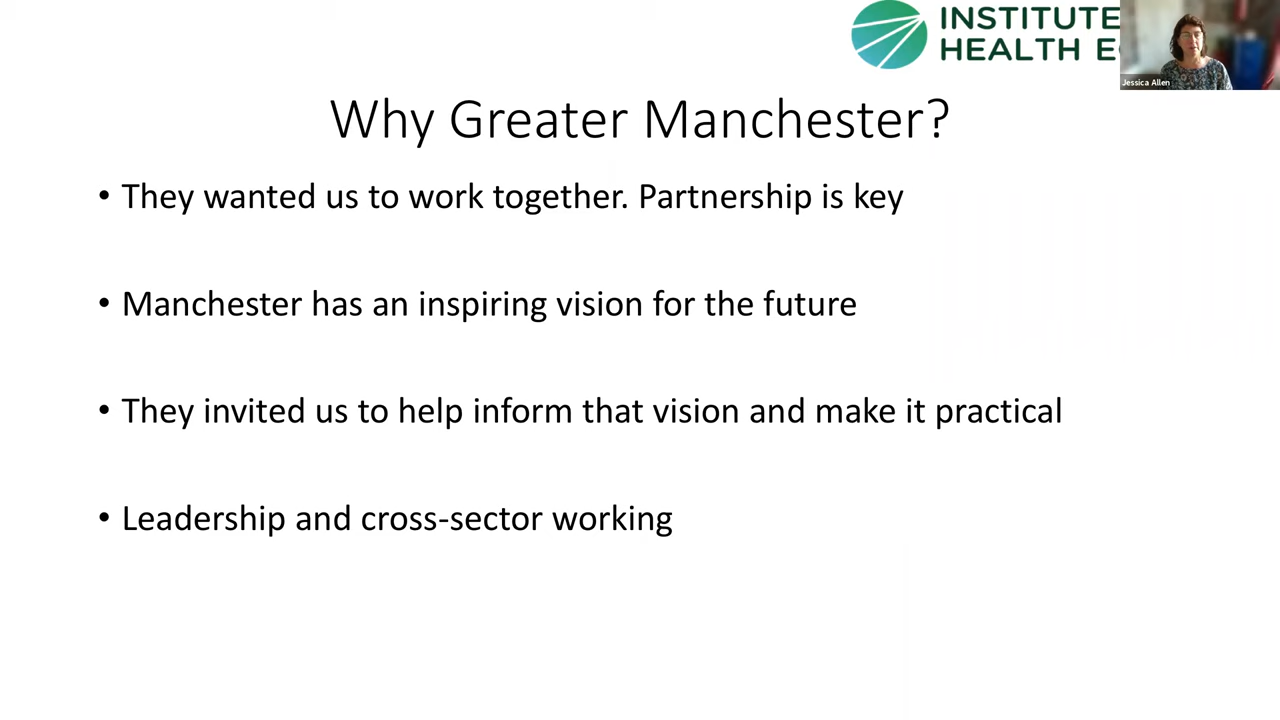 INSTITUTE
HEALTH E
Jessica Allen
Why Greater Manchester?
• They wanted us to work together. Partnership is key
• Manchester has an inspiring vision for the future
• They invited us to help inform that vision and make it practical
• Leadership and cross-sector working